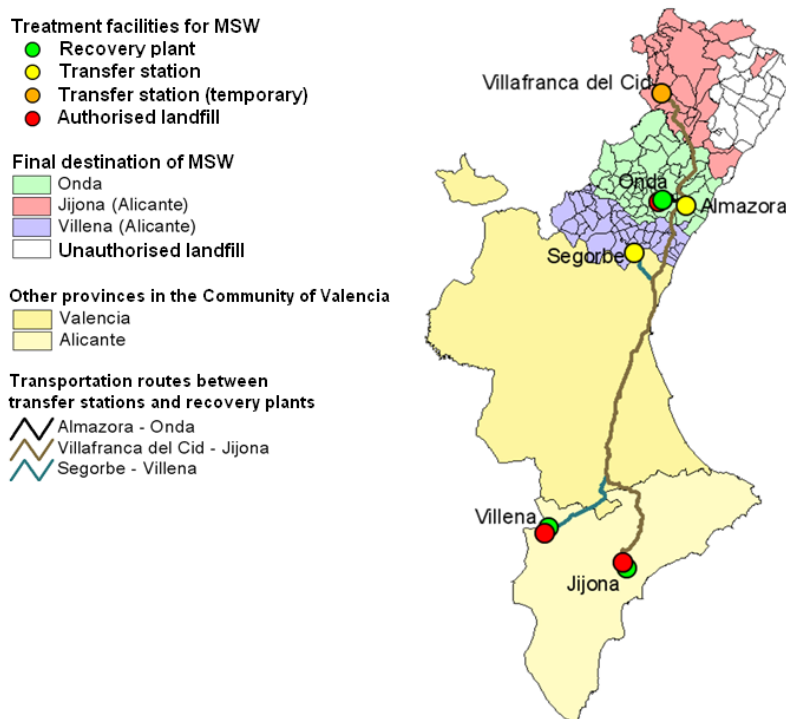 Treatment facilities for MSW
Recovery plant
Transfer station
Transfer station (temporary)
Authorised landfill
Final destination of MSW
Onda
Jijona (Alicante)
Villena (Alicante)
Unauthorised landfill
Other provinces in the Community of Valencia
Valencia
Alicante
Transportation routes between
transfer stations and recovery plants
Almazora - Onda
Villafranca del Cid - Jijona
Segorbe - Villena
Villafranca del Cid
Onda
Almazora
Segorbe
Villena
Jijona